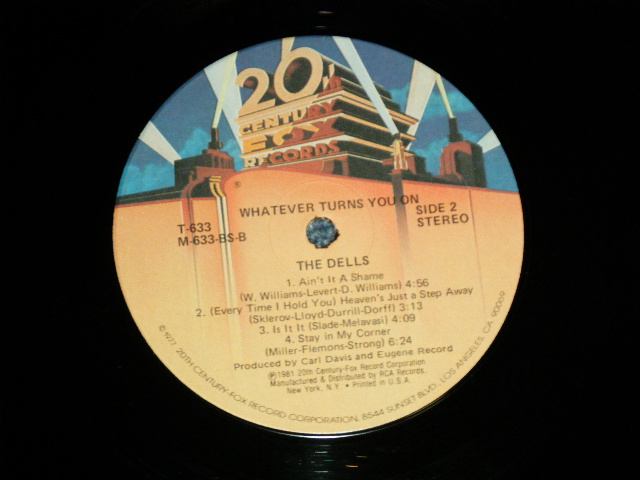 20th
CENTURY
FOX
RECORDS
®
WHATEVER TURNS YOU ON
T-633
M-633-BS-B
SIDE 2
STEREO
THE DELLS
1. Ain't It A Shame
(W. Williams-Levert-D. Williams) 4:56
2. (Every Time I Hold You) Heaven's Just a Step Away
(Sklerov-Lloyd-Durrill-Dorff) 3:13
3. Is It It (Slade-Melavasi) 4:09
4. Stay in My Corner
(Miller-Flemons-Strong) 6:24
Produced by Carl Davis and Eugene Record
℗1981 20th Century-Fox Record Corporation
Manufactured & Distributed by RCA Records.
New York, N.Y. • Printed in U.S.A.
©1977 20TH CENTURY-FOX RECORD CORPORATION, 8544 SUNSET BLVD., LOS ANGELES, CA 90069